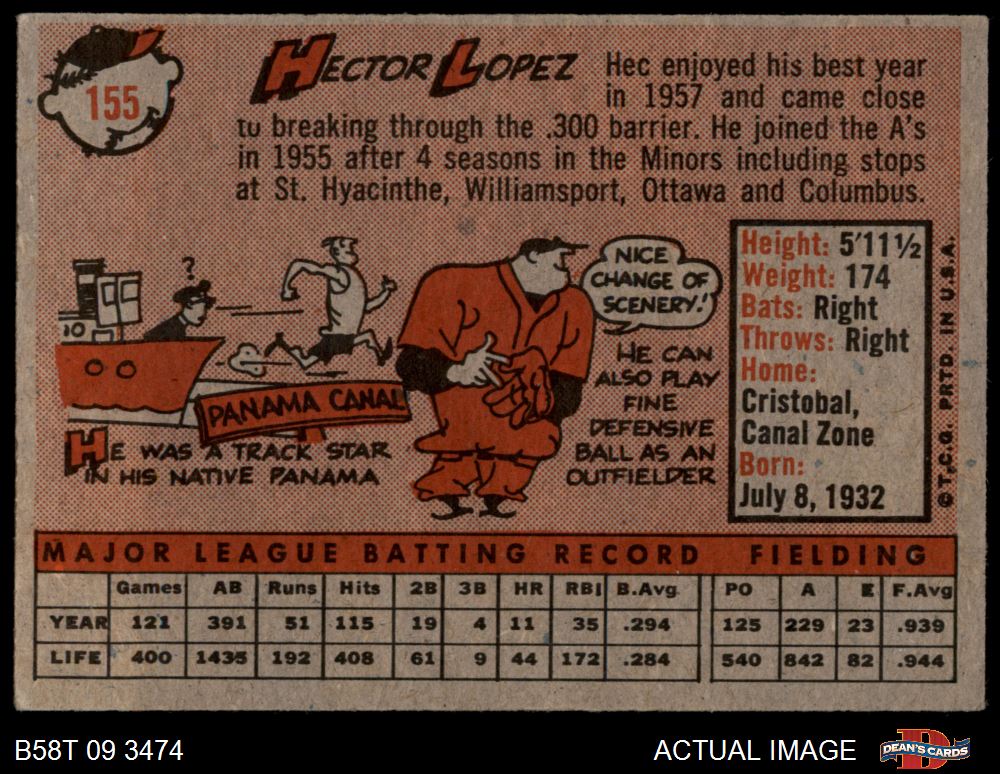 155
HECTOR LOPEZ
Hec enjoyed his best year
in 1957 and came close
to breaking through the .300 barrier. He joined the A's
in 1955 after 4 seasons in the Minors including stops
at St. Hyacinthe, Williamsport, Ottawa and Columbus.
?
10
PANAMA CANAL
HE WAS A TRACK STAR
IN HIS NATIVE PANAMA
NICE
CHANGE OF
SCENERY!
HE CAN
ALSO PLAY
FINE
DEFENSIVE
BALL AS AN
OUTFIELDER
Height: 5'11½
Weight: 174
Bats: Right
Throws: Right
Home:
Cristobal,
Canal Zone
Born:
July 8, 1932
© T.C.G. PRTD. IN U.S.A.
MAJOR LEAGUE BATTING RECORD FIELDING
Games AB Runs Hits 2B 3B HR RBI B.Avg. PO A E F.Avg
YEAR 121 391 51 115 19 4 11 35 .294 125 229 23 .939
LIFE 400 1435 192 408 61 9 44 172 .284 540 842 82 .944
B58T 09 3474
ACTUAL IMAGE
DEAN'S CARDS